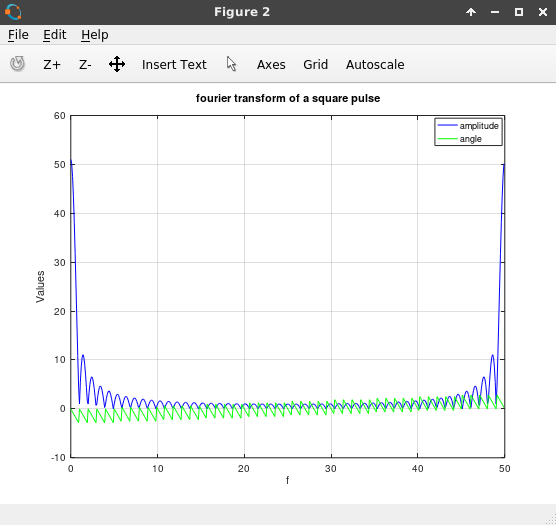 Figure 2
File Edit Help
Z+ Z- Insert Text Axes Grid Autoscale
fourier transform of a square pulse
amplitude
angle
60
50
40
30
20
10
0
-10
Values
0 10 20 30 40 50
f